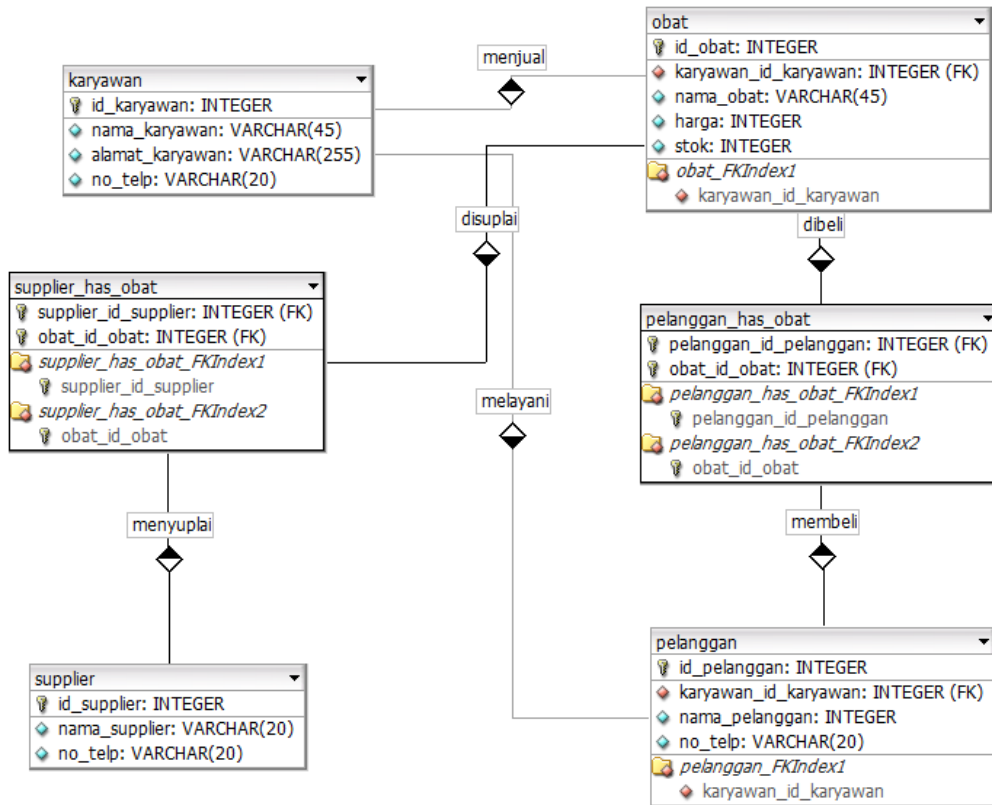 karyawan
id_karyawan: INTEGER
nama_karyawan: VARCHAR(45)
alamat_karyawan: VARCHAR(255)
no_telp: VARCHAR(20)
menjual
obat
id_obat: INTEGER
karyawan_id_karyawan: INTEGER (FK)
nama_obat: VARCHAR(45)
harga: INTEGER
stok: INTEGER
obat_FKIndex1
karyawan_id_karyawan
disuplai
dibeli
supplier_has_obat
supplier_id_supplier: INTEGER (FK)
obat_id_obat: INTEGER (FK)
supplier_has_obat_FKIndex1
supplier_id_supplier
supplier_has_obat_FKIndex2
obat_id_obat
melayani
pelanggan_has_obat
pelanggan_id_pelanggan: INTEGER (FK)
obat_id_obat: INTEGER (FK)
pelanggan_has_obat_FKIndex1
pelanggan_id_pelanggan
pelanggan_has_obat_FKIndex2
obat_id_obat
menyuplai
membeli
supplier
id_supplier: INTEGER
nama_supplier: VARCHAR(20)
no_telp: VARCHAR(20)
pelanggan
id_pelanggan: INTEGER
karyawan_id_karyawan: INTEGER (FK)
nama_pelanggan: INTEGER
no_telp: VARCHAR(20)
pelanggan_FKIndex1
karyawan_id_karyawan